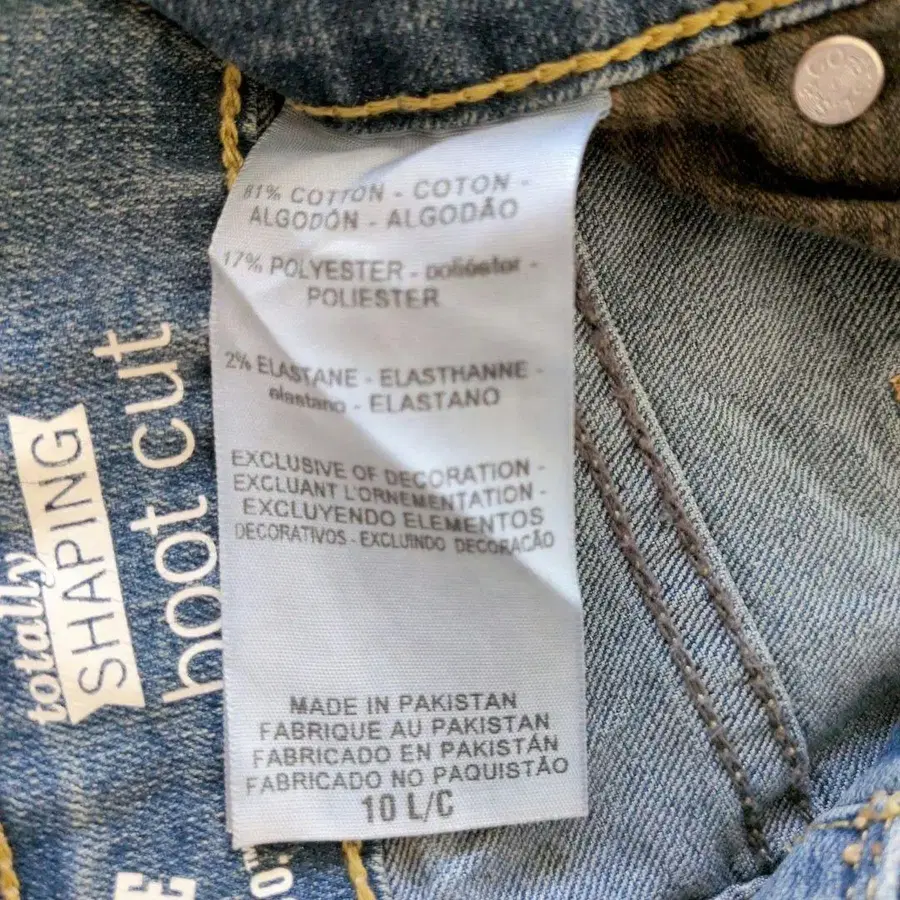 81% COTTON - COTON -
ALGODÓN - ALGODÃO
17% POLYESTER - poliéster -
POLIESTER
2% ELASTANE - ELASTHANNE -
elastano - ELASTANO
EXCLUSIVE OF DECORATION -
EXCLUANT L'ORNEMENTATION -
EXCLUYENDO ELEMENTOS
DECORATIVOS - EXCLUINDO DECORAÇÃO
MADE IN PAKISTAN
FABRIQUE AU PAKISTAN
FABRICADO EN PAKISTÁN
FABRICADO NO PAQUISTÃO
10 L/C
totally
SHAPING
boot cut